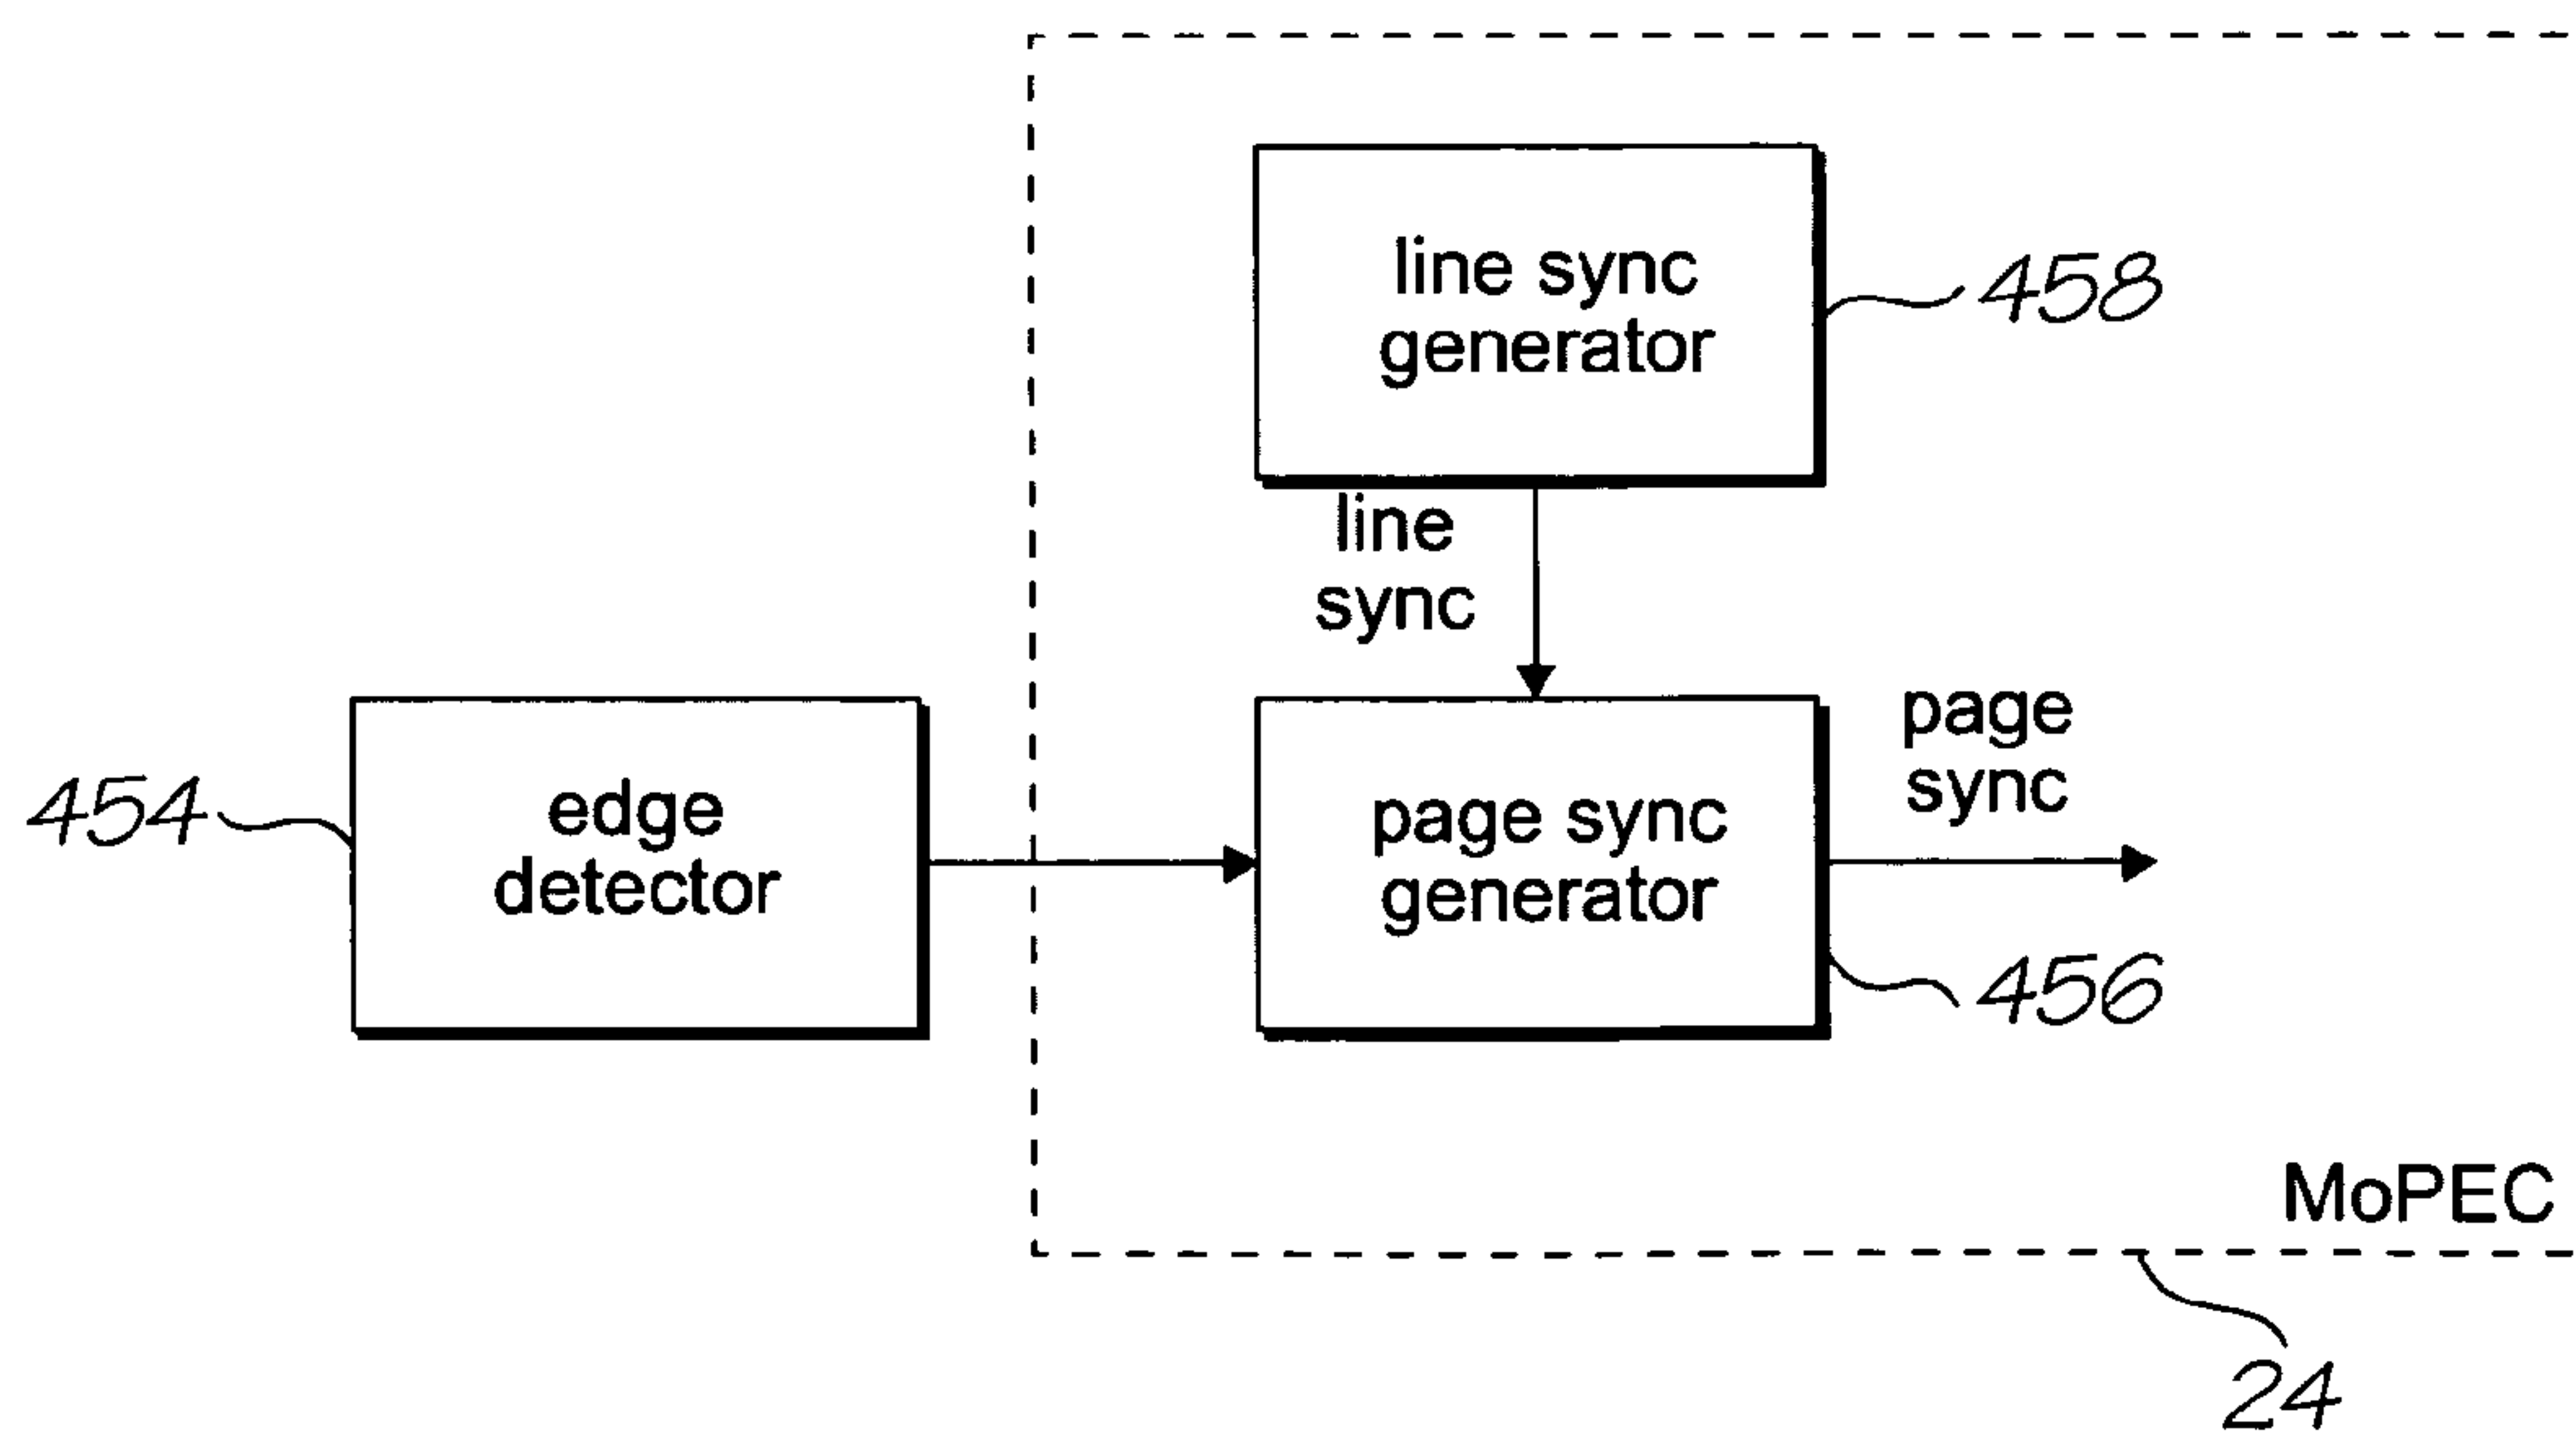 line sync
generator
458
line
sync
page
sync
454
edge
detector
page sync
generator
456
MoPEC
24